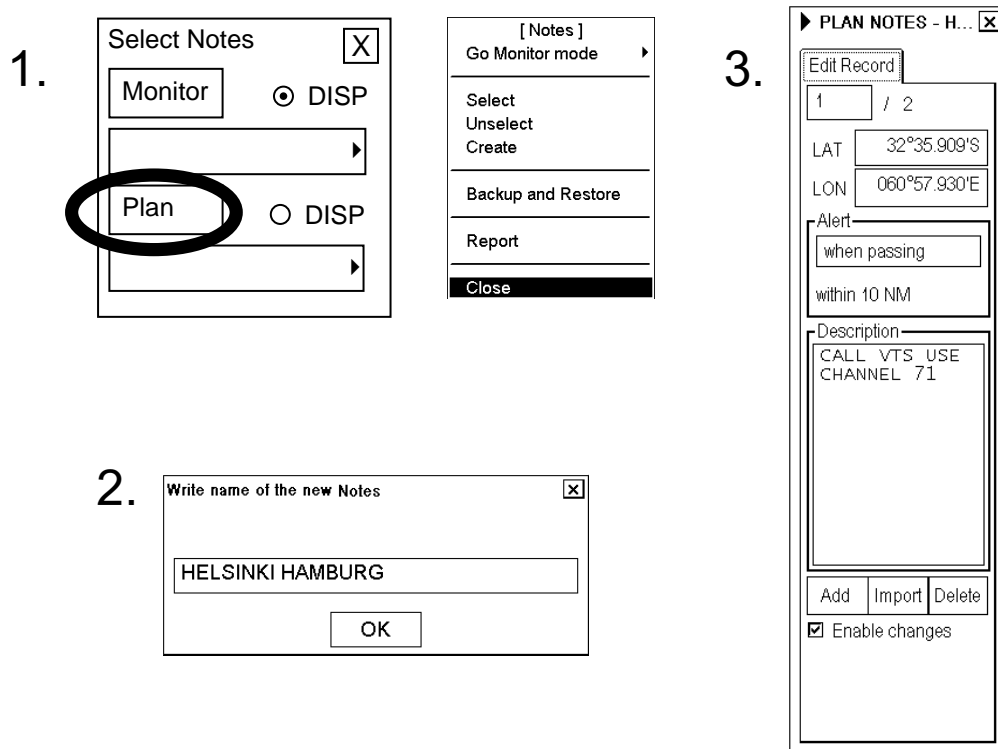 1.
Select Notes X
Monitor DISP
Plan DISP
[ Notes ]
Go Monitor mode
Select
Unselect
Create
Backup and Restore
Report
Close
2.
Write name of the new Notes
HELSINKI HAMBURG
OK
3.
PLAN NOTES - H...
Edit Record
1 / 2
LAT 32°35.909'S
LON 060°57.930'E
Alert
when passing
within 10 NM
Description
CALL VTS USE
CHANNEL 71
Add Import Delete
Enable changes